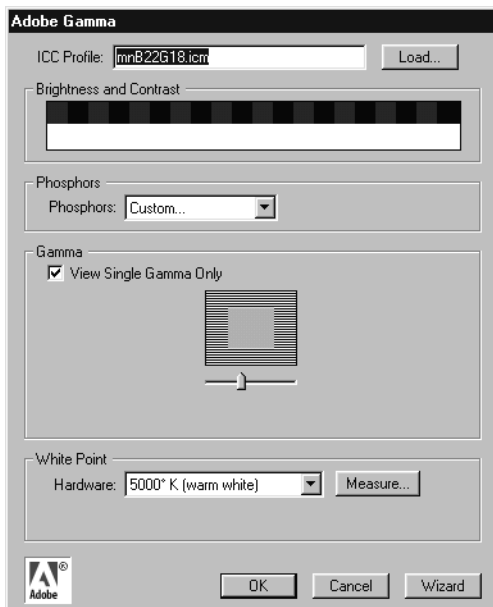 Adobe Gamma
ICC Profile: mnB22G18.icm Load...
Brightness and Contrast
Phosphors
Phosphors: Custom...
Gamma
View Single Gamma Only
White Point
Hardware: 5000° K (warm white) Measure...
Adobe ®
OK Cancel Wizard